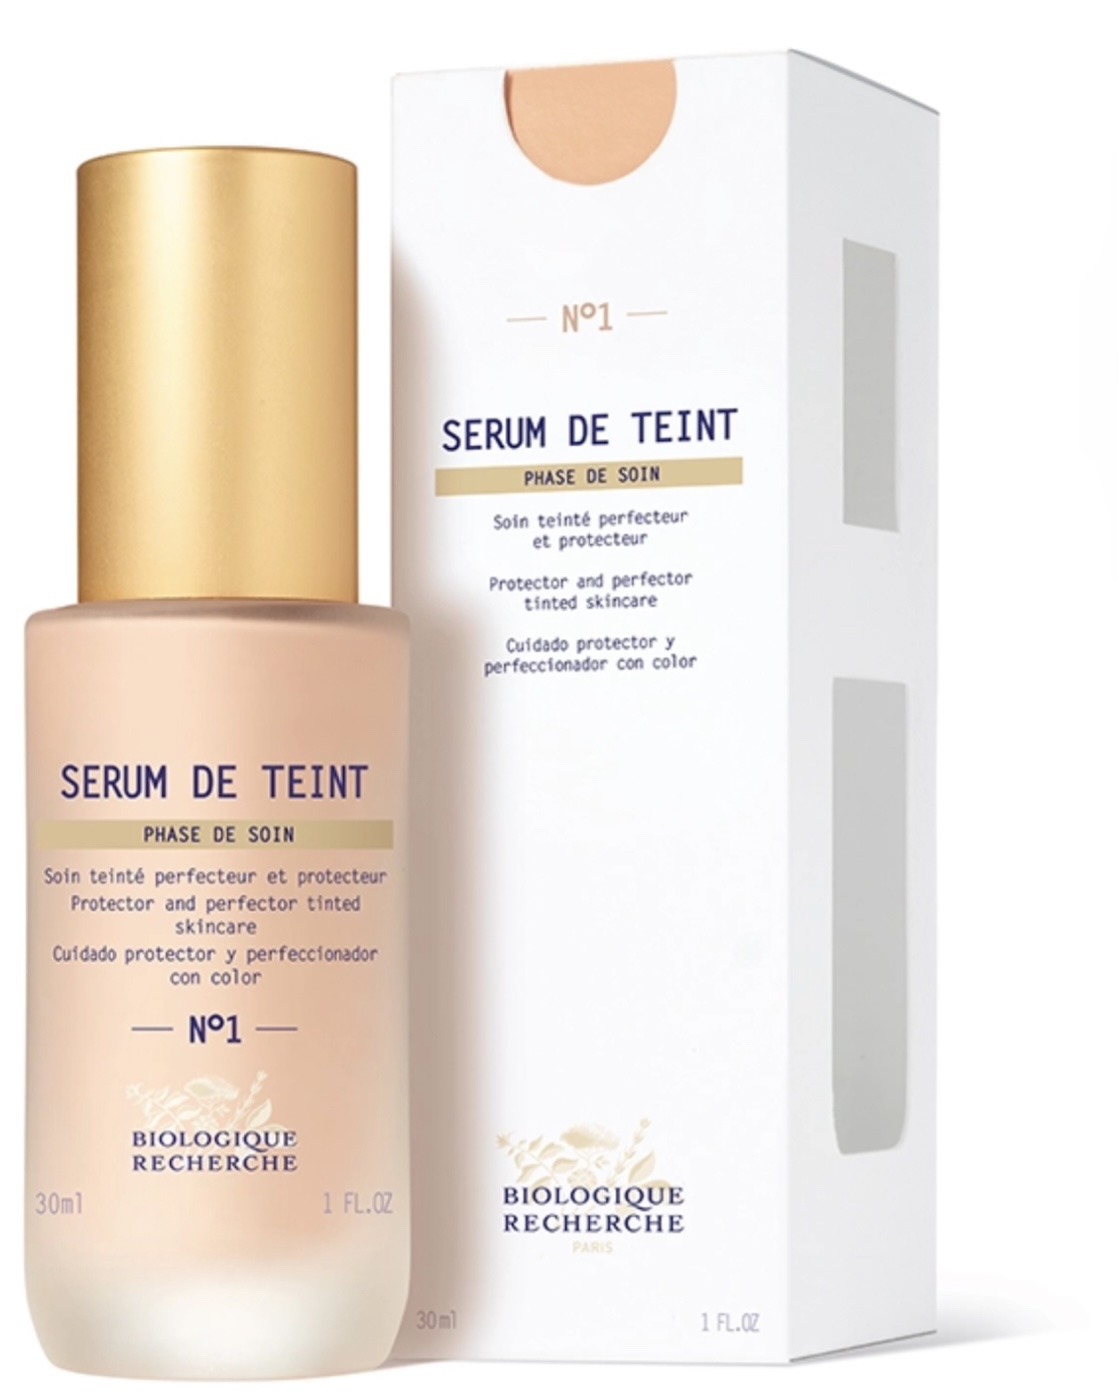 SERUM DE TEINT
PHASE DE SOIN
Soin teinté perfecteur et protecteur
Protector and perfector tinted
skincare
Cuidado protector y perfeccionador
con color
Nº1
BIOLOGIQUE
RECHERCHE
30ml 1 FL.OZ
Nº1
SERUM DE TEINT
PHASE DE SOIN
Soin teinté perfecteur
et protecteur
Protector and perfector
tinted skincare
Cuidado protector y
perfeccionador con color
BIOLOGIQUE
RECHERCHE
PARIS
30ml 1 FL.OZ